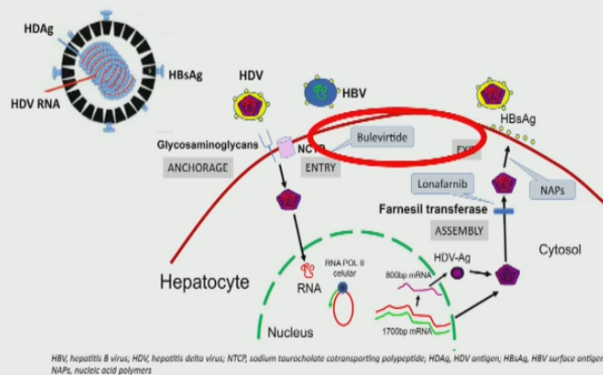 HDAg
HDV RNA
HBsAg
HDV
HBV
HBsAg
Glycosaminoglycans
Bulevirtide
ANCHORAGE
ENTRY
Lonafarnib
NAPs
Farnesil transferase
ASSEMBLY
Cytosol
Hepatocyte
RNA
RNA POL II
celular
HDV-Ag
800bp mRNA
1700bp mRNA
Nucleus
HBV, hepatitis B virus; HDV, hepatitis delta virus; NTCP, sodium taurocholate cotransporting polypeptide; HDAg, HDV antigen; HBsAg, HBV surface antigen
NAPs, nucleic acid polymers